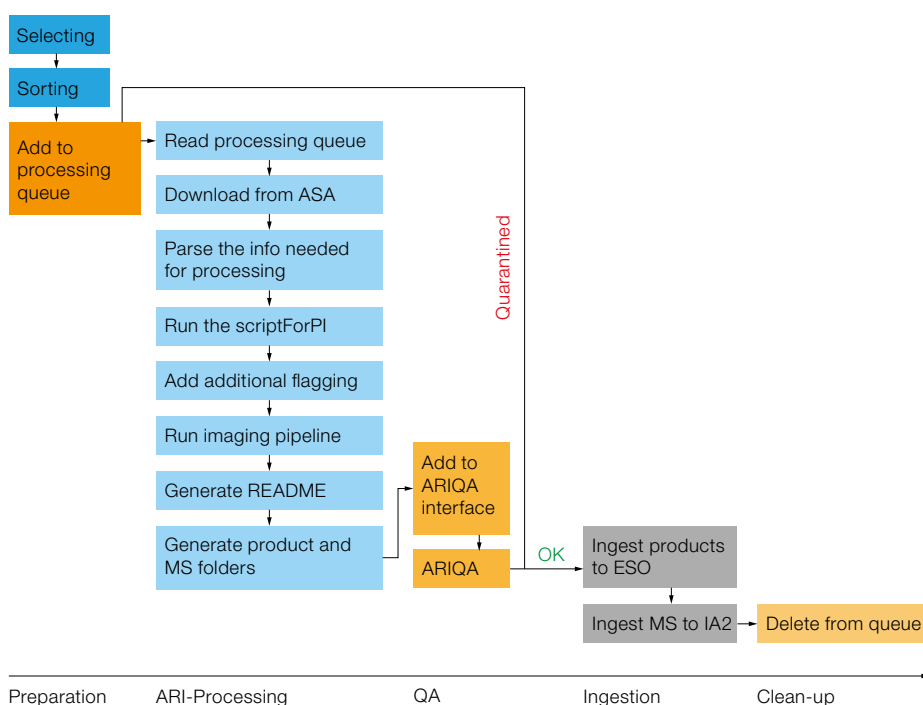 Selecting
Sorting
Add to
processing
queue
Read processing queue
Download from ASA
Parse the info needed
for processing
Run the scriptForPI
Add additional flagging
Run imaging pipeline
Generate README
Generate product and
MS folders
Add to
ARIQA
interface
ARIQA
Quarantined
OK
Ingest products
to ESO
Ingest MS to IA2
Delete from queue
Preparation
ARI-Processing
QA
Ingestion
Clean-up